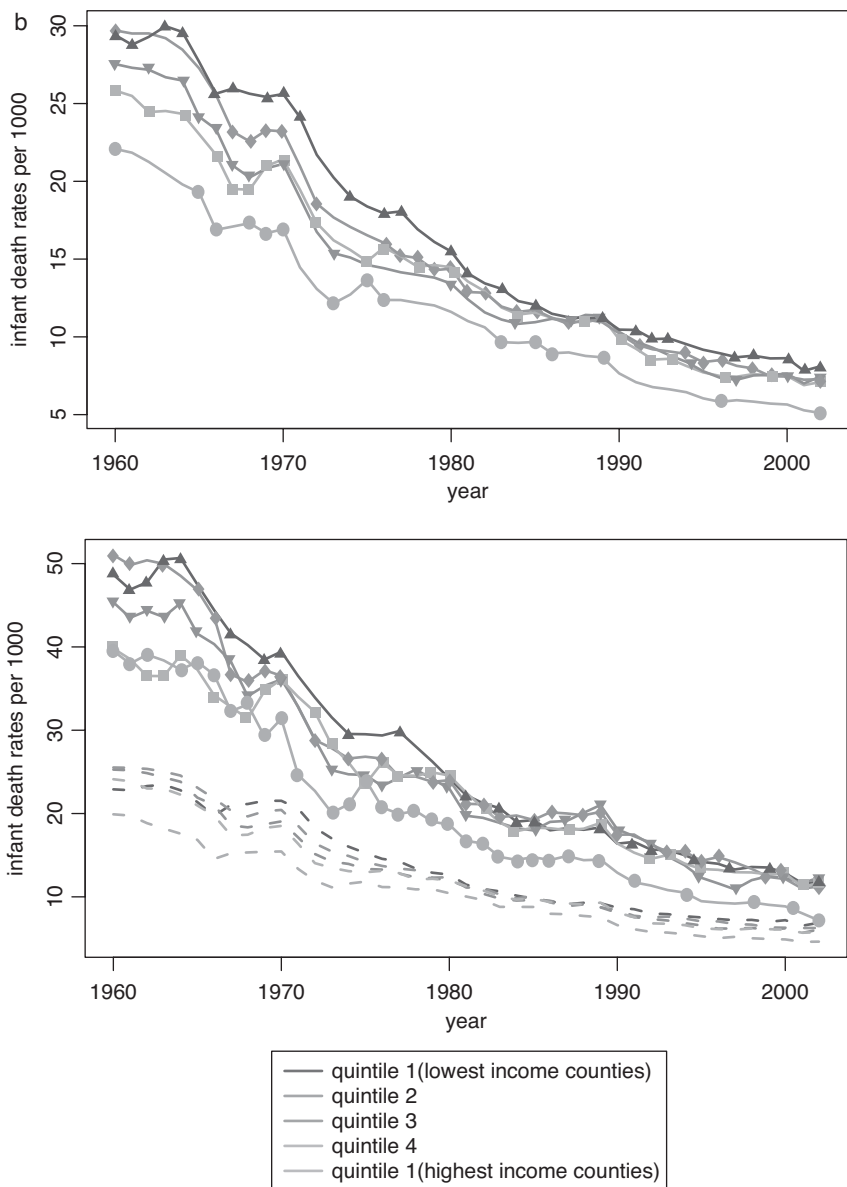 b
infant death rates per 1000
30
25
20
15
10
5
1960 1970 1980 1990 2000
year
infant death rates per 1000
50
40
30
20
10
1960 1970 1980 1990 2000
year
quintile 1(lowest income counties)
quintile 2
quintile 3
quintile 4
quintile 1(highest income counties)